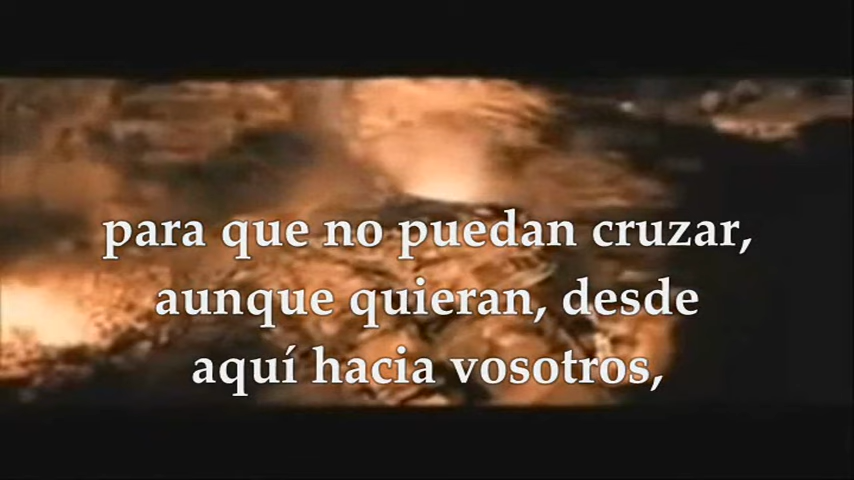 para que no puedan cruzar,
aunque quieran, desde
aquí hacia vosotros,